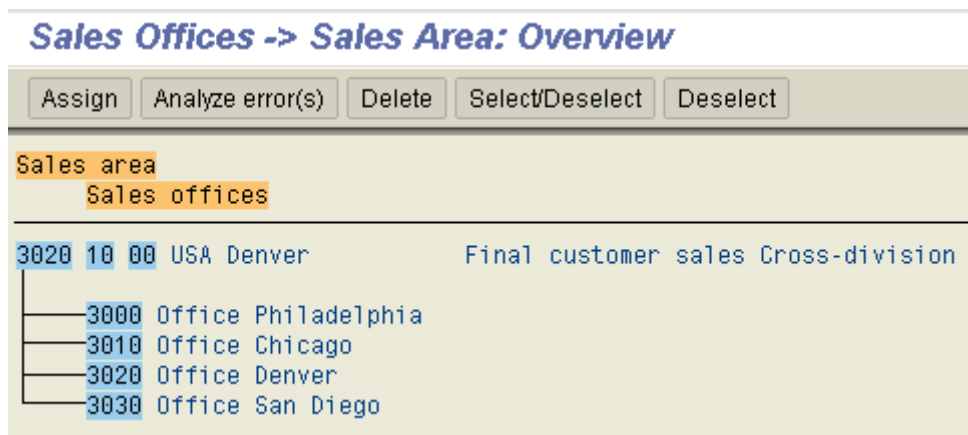 Sales Offices -> Sales Area: Overview
Assign Analyze error(s) Delete Select/Deselect Deselect
Sales area
Sales offices
3020 10 00 USA Denver Final customer sales Cross-division
3000 Office Philadelphia
3010 Office Chicago
3020 Office Denver
3030 Office San Diego